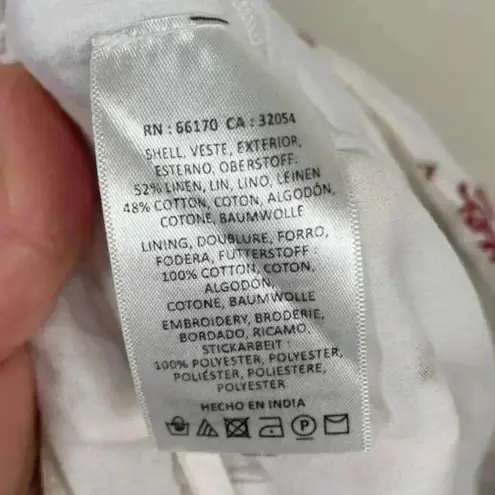 RN : 66170 CA : 32054
SHELL, VESTE, EXTERIOR,
ESTERNO, OBERSTOFF:
52% LINEN, LIN, LINO, LEINEN
48% COTTON, COTON, ALGODÓN,
COTONE, BAUMWOLLE
LINING, DOUBLURE, FORRO,
FODERA, FUTTERSTOFF :
100% COTTON, COTON,
ALGODÓN,
COTONE, BAUMWOLLE
EMBROIDERY, BRODERIE,
BORDADO, RICAMO,
STICKARBEIT :
100% POLYESTER, POLYESTER,
POLIÉSTER, POLIESTERE,
POLYESTER
HECHO EN INDIA
P